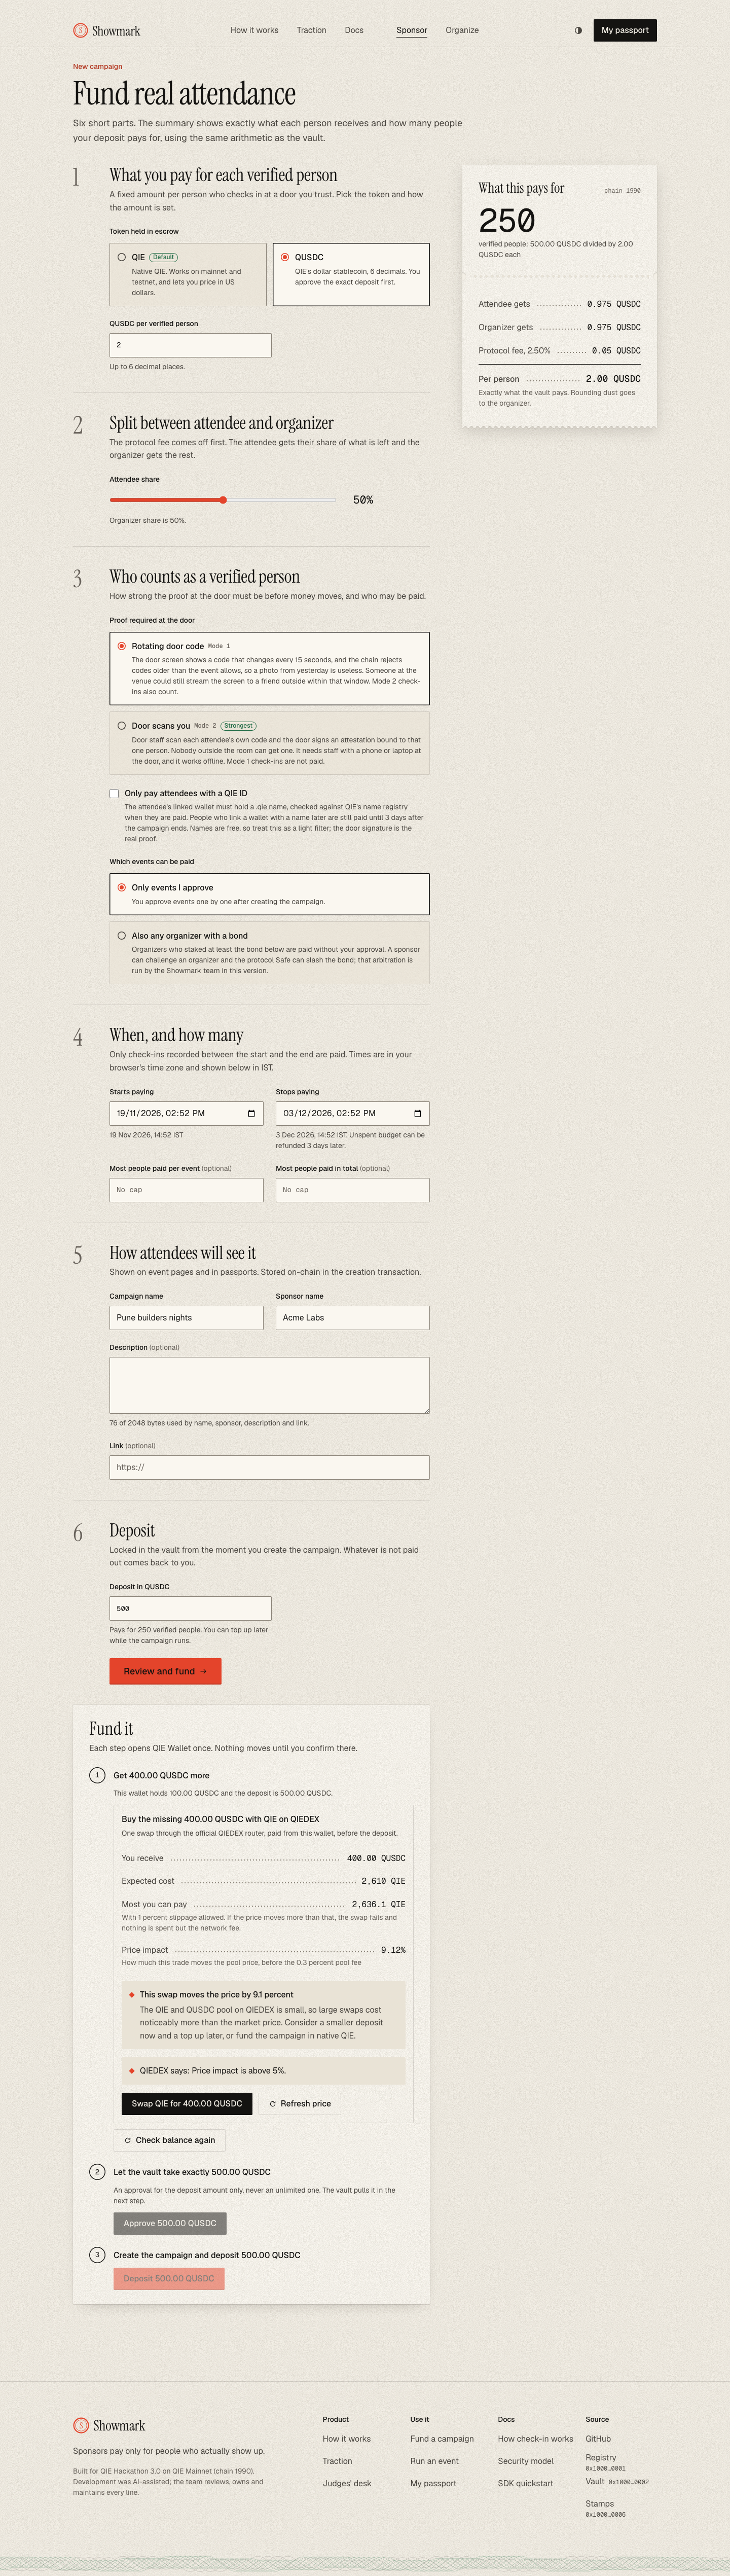 Showmark
How it works
Traction
Docs
Sponsor
Organize
My passport
New campaign
Fund real attendance
Six short parts. The summary shows exactly what each person receives and how many people
your deposit pays for, using the same arithmetic as the vault.
1
What you pay for each verified person
A fixed amount per person who checks in at a door you trust. Pick the token and how
the amount is set.
Token held in escrow
QIE Default
Native QIE. Works on mainnet and
testnet, and lets you price in US
dollars.
QUSDC
QIE's dollar stablecoin, 6 decimals. You
approve the exact deposit first.
QUSDC per verified person
2
Up to 6 decimal places.
What this pays for
chain 1990
250
verified people: 500.00 QUSDC divided by 2.00
QUSDC each
Attendee gets 0.975 QUSDC
Organizer gets 0.975 QUSDC
Protocol fee, 2.50% 0.05 QUSDC
Per person 2.00 QUSDC
Exactly what the vault pays. Rounding dust goes
to the organizer.
2
Split between attendee and organizer
The protocol fee comes off first. The attendee gets their share of what is left and the
organizer gets the rest.
Attendee share
50%
Organizer share is 50%.
3
Who counts as a verified person
How strong the proof at the door must be before money moves, and who may be paid.
Proof required at the door
Rotating door code Mode 1
The door screen shows a code that changes every 15 seconds, and the chain rejects
codes older than the event allows, so a photo from yesterday is useless. Someone at the
venue could still stream the screen to a friend outside within that window. Mode 2 check-
ins also count.
Door scans you Mode 2 Strongest
Door staff scan each attendee's own code and the door signs an attestation bound to that
one person. Nobody outside the room can get one. It needs staff with a phone or laptop at
the door, and it works offline. Mode 1 check-ins are not paid.
Only pay attendees with a QIE ID
The attendee's linked wallet must hold a .qie name, checked against QIE's name registry
when they are paid. People who link a wallet with a name later are still paid until 3 days after
the campaign ends. Names are free, so treat this as a light filter; the door signature is the
real proof.
Which events can be paid
Only events I approve
You approve events one by one after creating the campaign.
Also any organizer with a bond
Organizers who staked at least the bond below are paid without your approval. A sponsor
can challenge an organizer and the protocol Safe can slash the bond; that arbitration is
run by the Showmark team in this version.
4
When, and how many
Only check-ins recorded between the start and the end are paid. Times are in your
browser's time zone and shown below in IST.
Starts paying
19/11/2026, 02:52 PM
19 Nov 2026, 14:52 IST
Stops paying
03/12/2026, 02:52 PM
3 Dec 2026, 14:52 IST. Unspent budget can be
refunded 3 days later.
Most people paid per event (optional)
No cap
Most people paid in total (optional)
No cap
5
How attendees will see it
Shown on event pages and in passports. Stored on-chain in the creation transaction.
Campaign name
Pune builders nights
Sponsor name
Acme Labs
Description (optional)
76 of 2048 bytes used by name, sponsor, description and link.
Link (optional)
https://
6
Deposit
Locked in the vault from the moment you create the campaign. Whatever is not paid
out comes back to you.
Deposit in QUSDC
500
Pays for 250 verified people. You can top up later
while the campaign runs.
Review and fund →
Fund it
Each step opens QIE Wallet once. Nothing moves until you confirm there.
1
Get 400.00 QUSDC more
This wallet holds 100.00 QUSDC and the deposit is 500.00 QUSDC.
Buy the missing 400.00 QUSDC with QIE on QIEDEX
One swap through the official QIEDEX router, paid from this wallet, before the deposit.
You receive 400.00 QUSDC
Expected cost 2,610 QIE
Most you can pay 2,636.1 QIE
With 1 percent slippage allowed. If the price moves more than that, the swap fails and
nothing is spent but the network fee.
Price impact 9.12%
How much this trade moves the pool price, before the 0.3 percent pool fee
This swap moves the price by 9.1 percent
The QIE and QUSDC pool on QIEDEX is small, so large swaps cost
noticeably more than the market price. Consider a smaller deposit
now and a top up later, or fund the campaign in native QIE.
QIEDEX says: Price impact is above 5%.
Swap QIE for 400.00 QUSDC
Refresh price
Check balance again
2
Let the vault take exactly 500.00 QUSDC
An approval for the deposit amount only, never an unlimited one. The vault pulls it in the
next step.
Approve 500.00 QUSDC
3
Create the campaign and deposit 500.00 QUSDC
Deposit 500.00 QUSDC
Showmark
Sponsors pay only for people who actually show up.
Built for QIE Hackathon 3.0 on QIE Mainnet (chain 1990).
Development was AI-assisted; the team reviews, owns and
maintains every line.
Product
How it works
Traction
Judges' desk
Use it
Fund a campaign
Run an event
My passport
Docs
How check-in works
Security model
SDK quickstart
Source
GitHub
Registry
0x1000…0001
Vault 0x1000…0002
Stamps
0x1000…0006